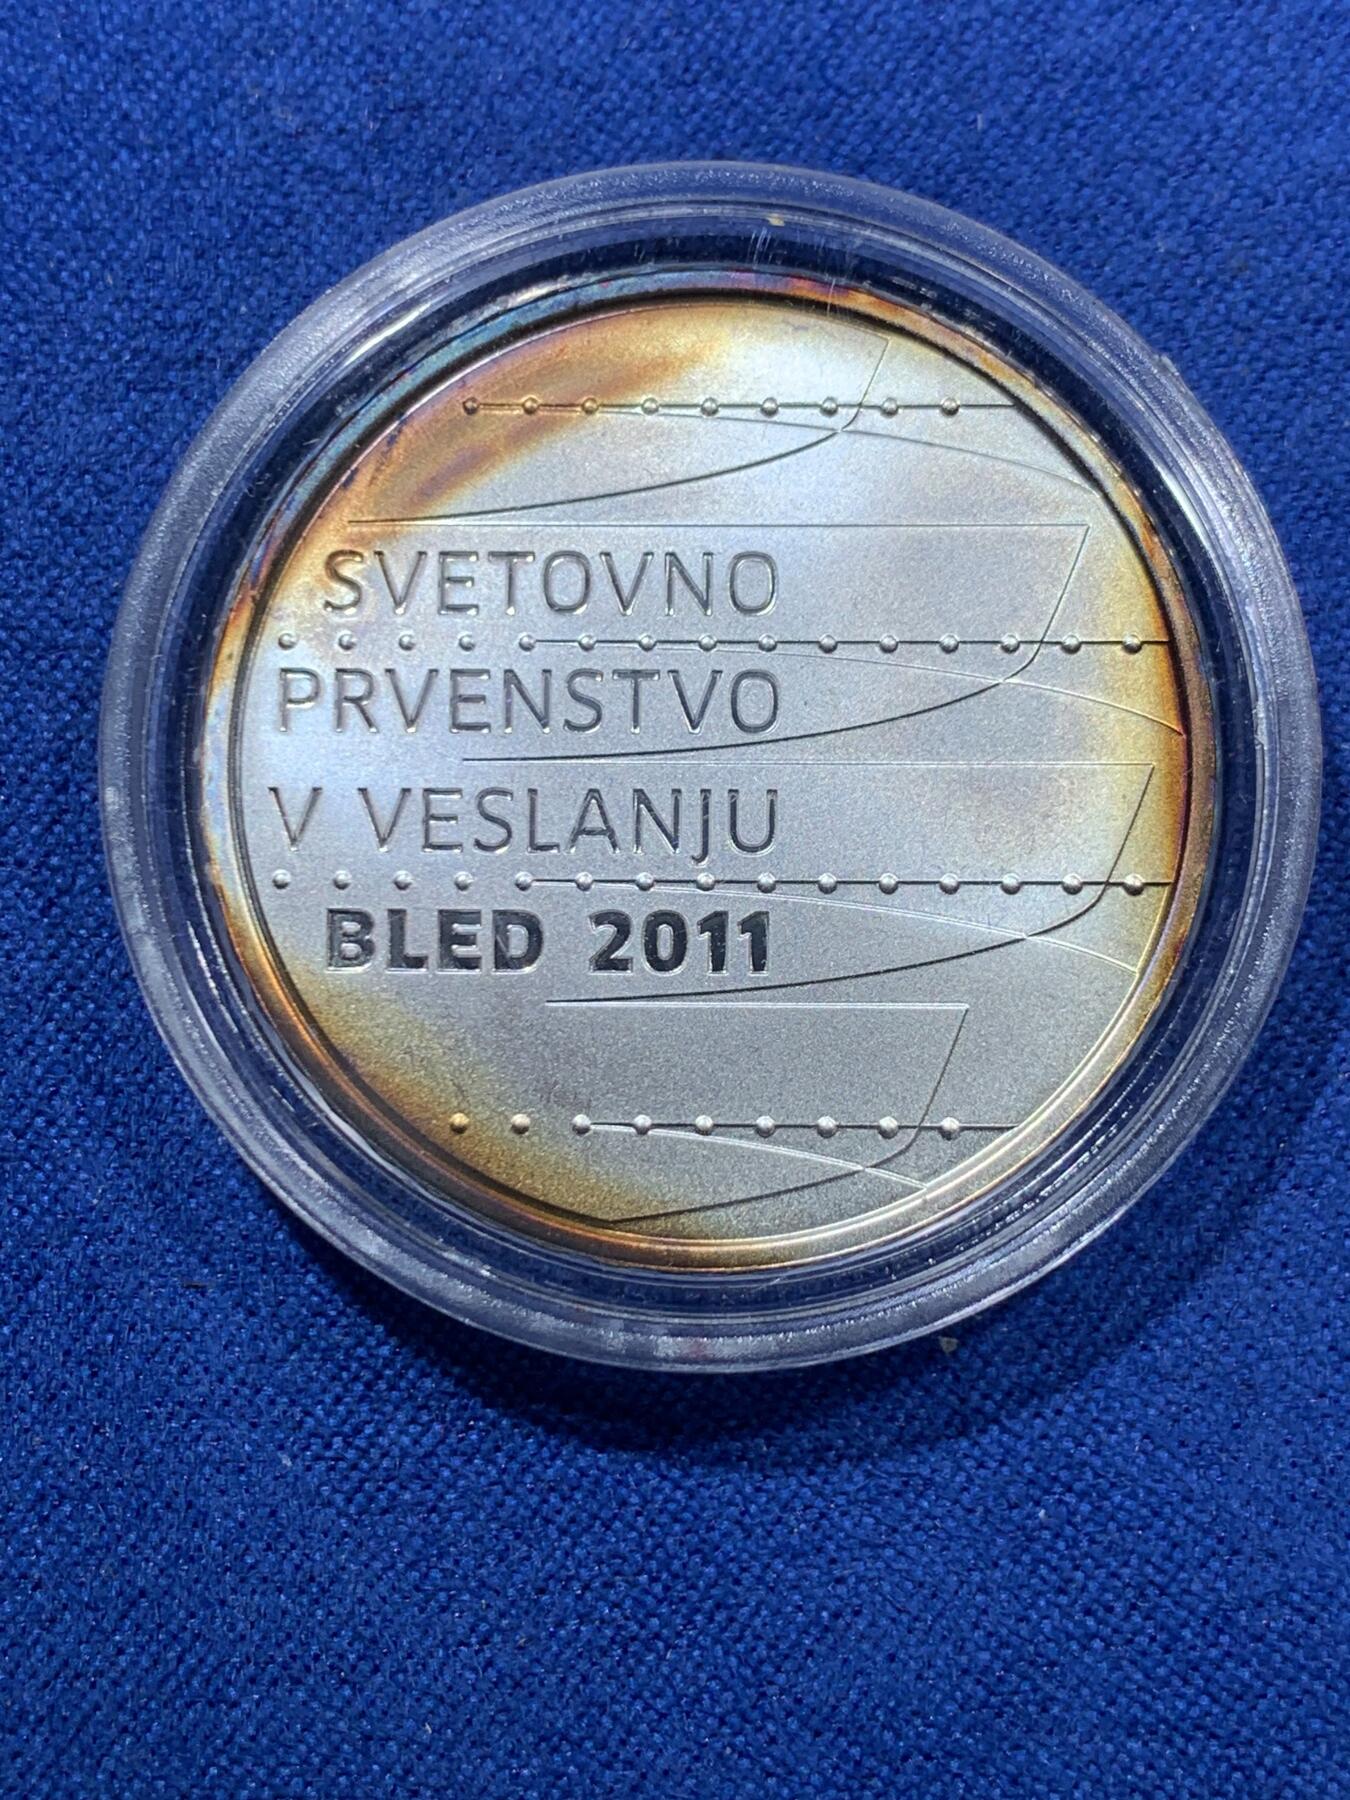 SVETOVNO
PRVENSTVO
V VESLANJU
BLED 2011